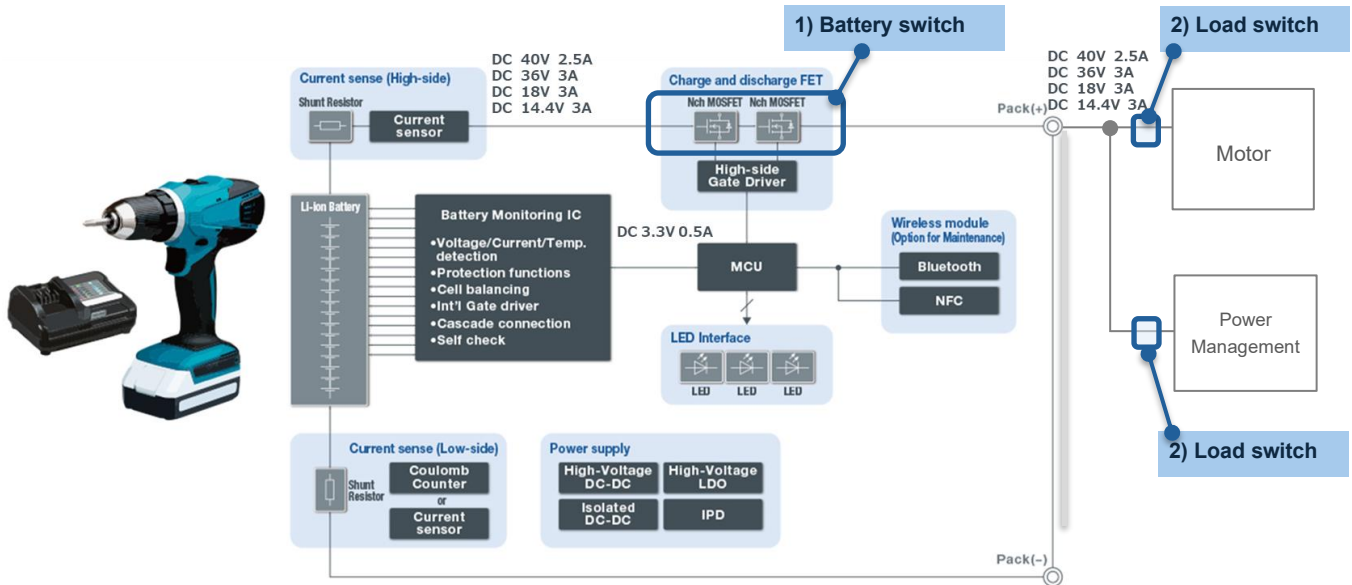 1) Battery switch
2) Load switch
DC 40V 2.5A
DC 36V 3A
DC 18V 3A
DC 14.4V 3A
DC 40V 2.5A
DC 36V 3A
DC 18V 3A
DC 14.4V 3A
Current sense (High-side)
Shunt Resistor
Current
sensor
Charge and discharge FET
Nch MOSFET Nch MOSFET
High-side
Gate Driver
Pack(+)
Motor
Li-ion Battery
Battery Monitoring IC
•Voltage/Current/Temp.
detection
•Protection functions
•Cell balancing
•Int'l Gate driver
•Cascade connection
•Self check
DC 3.3V 0.5A
MCU
Wireless module
(Option for Maintenance)
Bluetooth
NFC
LED Interface
LED LED LED
Power
Management
2) Load switch
Current sense (Low-side)
Shunt
Resistor
Coulomb
Counter
or
Current
sensor
Power supply
High-Voltage
DC-DC
High-Voltage
LDO
Isolated
DC-DC
IPD
Pack(−)